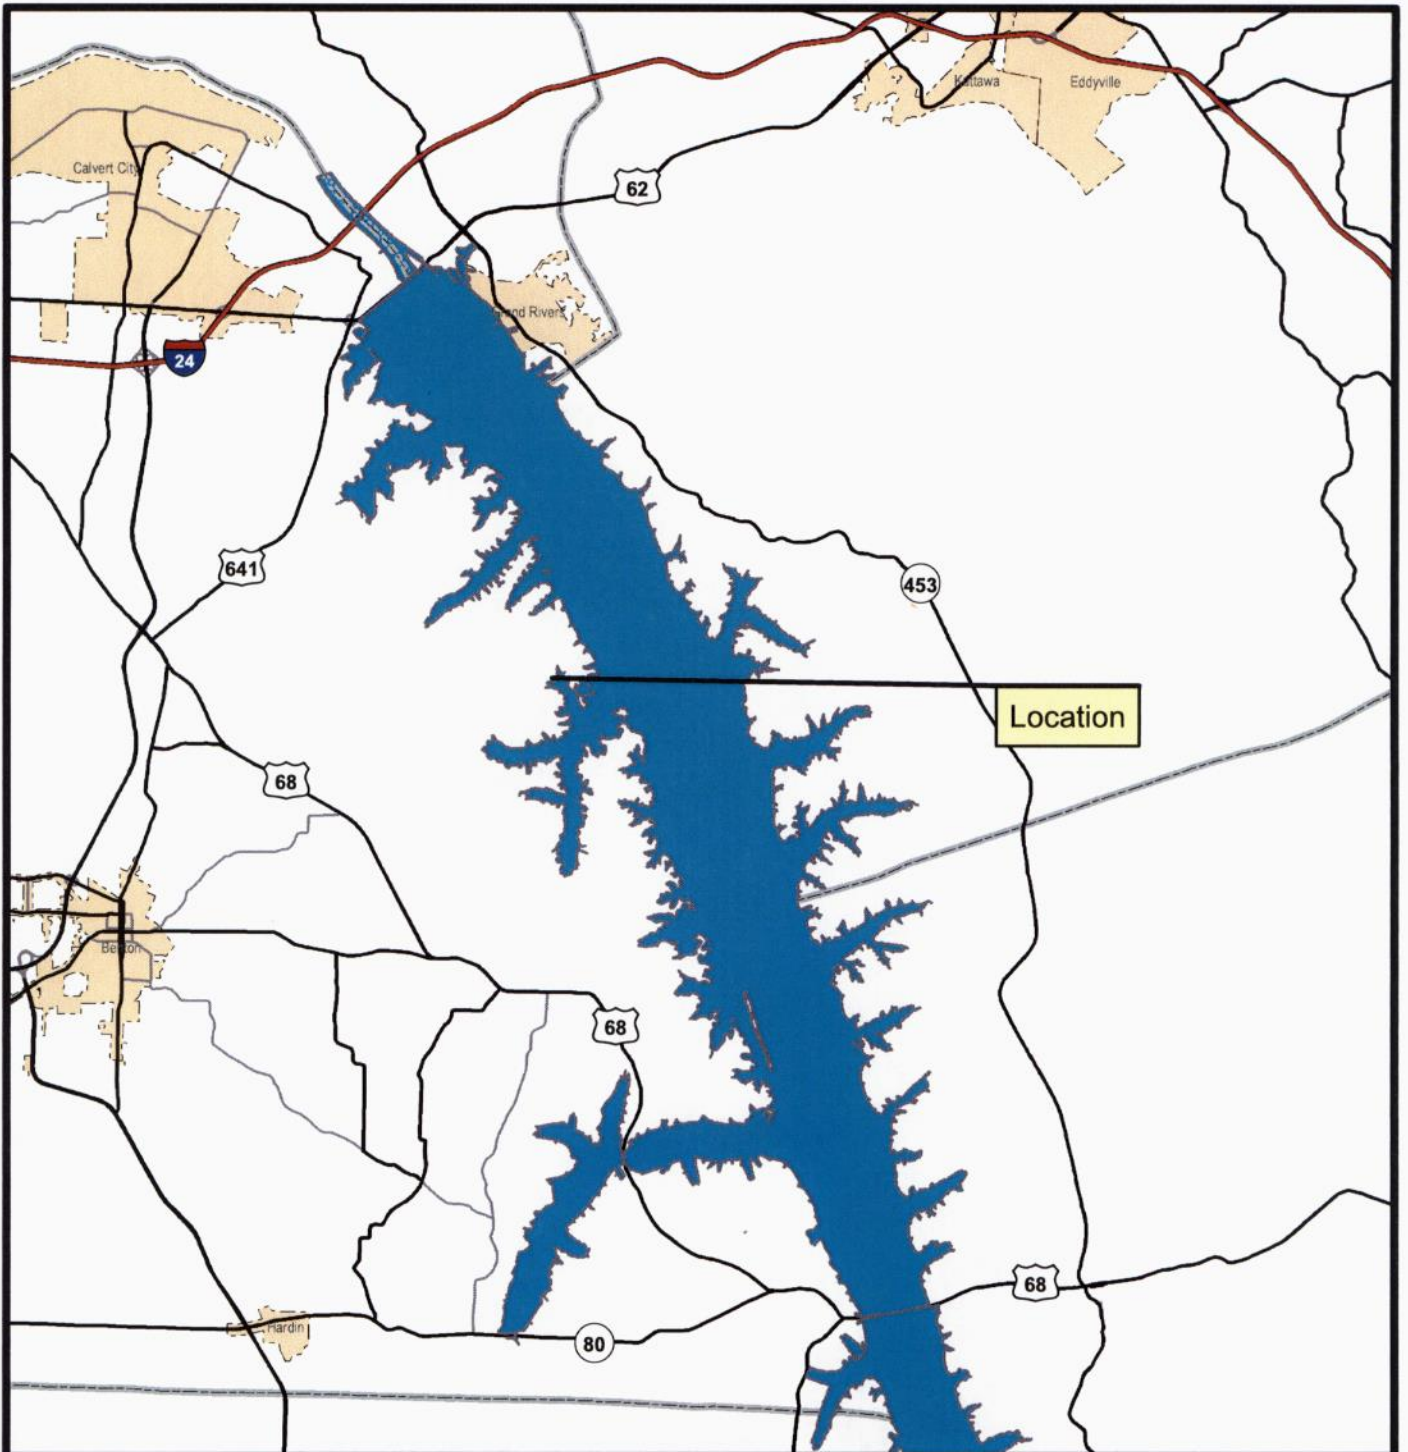 Kuttawa
Eddyville
Calvert City
62
Grand Rivers
24
641
453
Location
68
Benton
68
68
Hardin
80